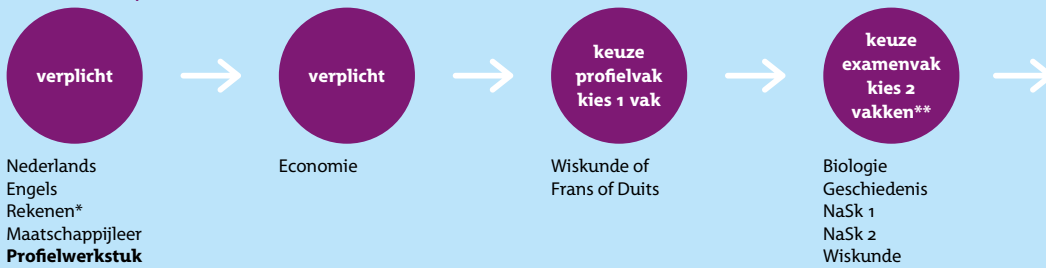 verplicht
Nederlands
Engels
Rekenen*
Maatschappijleer
Profielwerkstuk
verplicht
Economie
keuze
profielvak
kies 1 vak
Wiskunde of
Frans of Duits
keuze
examenvak
kies 2
vakken**
Biologie
Geschiedenis
NaSk 1
NaSk 2
Wiskunde